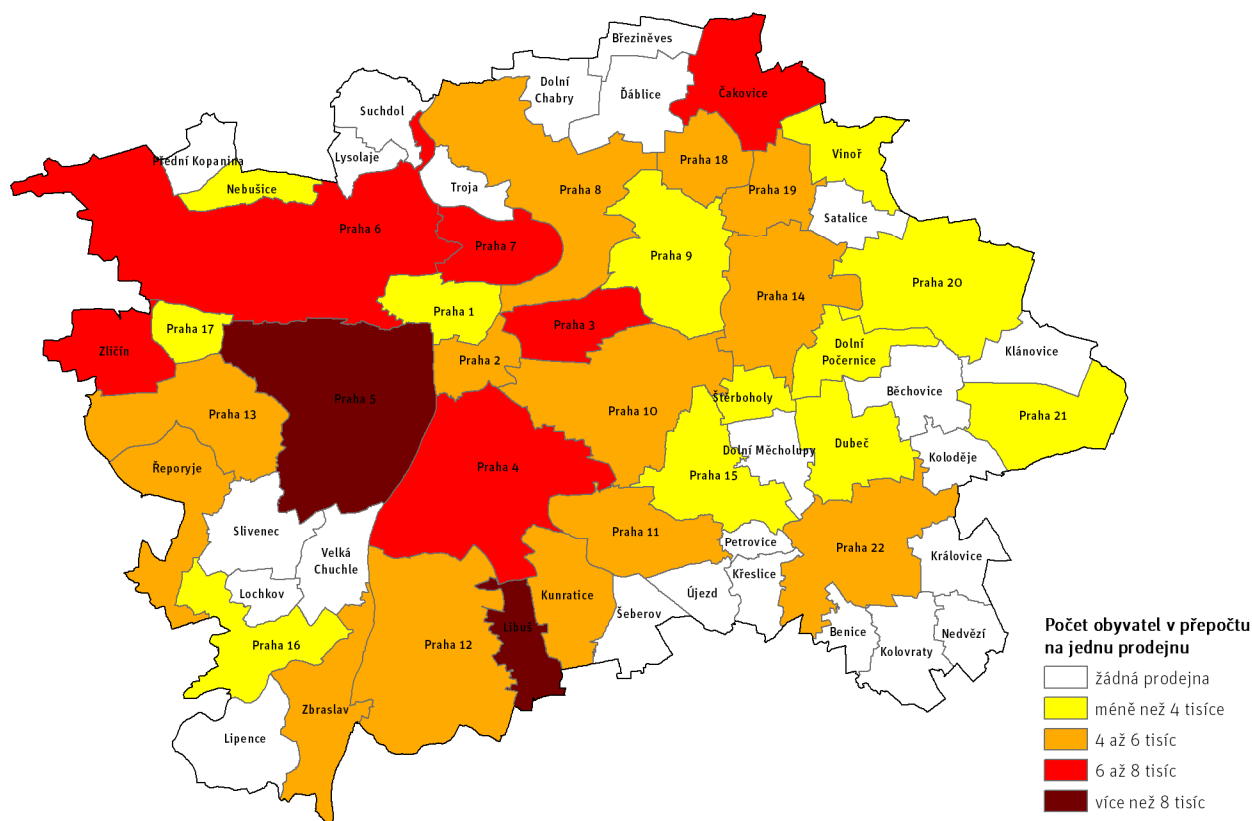 Březiněves
Dolní
Chabry
Ďáblice
Čakovice
Suchdol
Přední Kopanina
Lysolaje
Nebušice
Troja
Praha 8
Praha 18
Praha 19
Vinoř
Satalice
Praha 6
Praha 7
Praha 9
Praha 20
Praha 14
Praha 1
Praha 3
Praha 17
Zličín
Praha 2
Dolní
Počernice
Klánovice
Běchovice
Praha 5
Štěrboholy
Praha 13
Praha 10
Praha 21
Dubeč
Dolní Měcholupy
Koloděje
Řeporyje
Praha 4
Praha 15
Slivenec
Velká
Chuchle
Praha 11
Petrovice
Praha 22
Královice
Křeslice
Lochkov
Kunratice
Újezd
Šeberov
Libuš
Benice
Nedvězí
Kolovraty
Praha 16
Praha 12
Zbraslav
Lipence
Počet obyvatel v přepočtu
na jednu prodejnu
žádná prodejna
méně než 4 tisíce
4 až 6 tisíc
6 až 8 tisíc
více než 8 tisíc